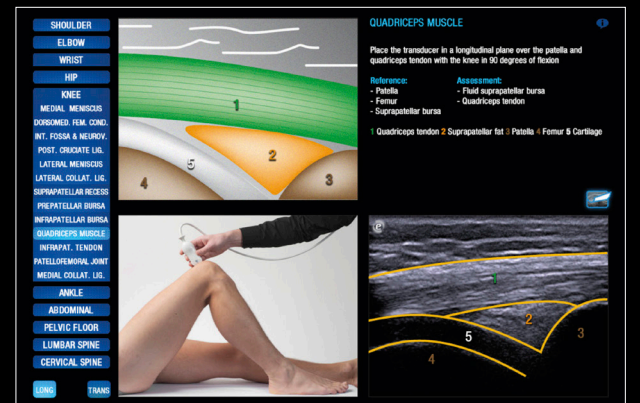 SHOULDER
ELBOW
WRIST
HIP
KNEE
MEDIAL MENISCUS
DORSOMED. FEM. COND.
INT. FOSSA & NEUROV.
POST. CRUCIATE LIG.
LATERAL MENISCUS
LATERAL COLLAT. LIG.
SUPRAPATELLAR RECESS
PREPATELLAR BURSA
INFRAPATELLAR BURSA
QUADRICEPS MUSCLE
INFRAPAT. TENDON
PATELLOFEMORAL JOINT
MEDIAL COLLAT. LIG.
ANKLE
ABDOMINAL
PELVIC FLOOR
LUMBAR SPINE
CERVICAL SPINE
LONG TRANS
1
2
3
4
5
QUADRICEPS MUSCLE
i
Place the transducer in a longitudinal plane over the patella and
quadriceps tendon with the knee in 90 degrees of flexion
Reference:
- Patella
- Femur
- Suprapatellar bursa
Assessment:
- Fluid suprapatellar bursa
- Quadriceps tendon
1 Quadriceps tendon 2 Suprapatellar fat 3 Patella 4 Femur 5 Cartilage
P
1
2
3
5
4